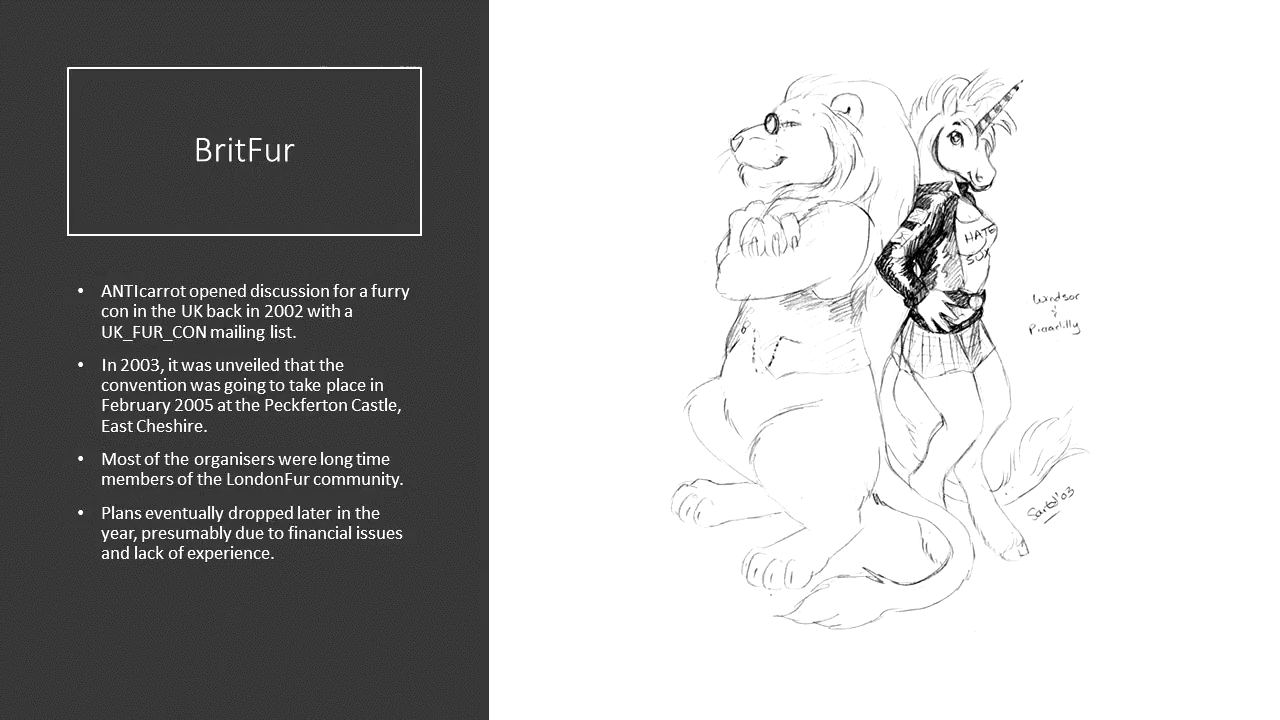 BritFur
• ANTIcarrot opened discussion for a furry
con in the UK back in 2002 with a
UK_FUR_CON mailing list.
• In 2003, it was unveiled that the
convention was going to take place in
February 2005 at the Peckferton Castle,
East Cheshire.
• Most of the organisers were long time
members of the LondonFur community.
• Plans eventually dropped later in the
year, presumably due to financial issues
and lack of experience.
HATE
SOX
Windsor
&
Picadilly